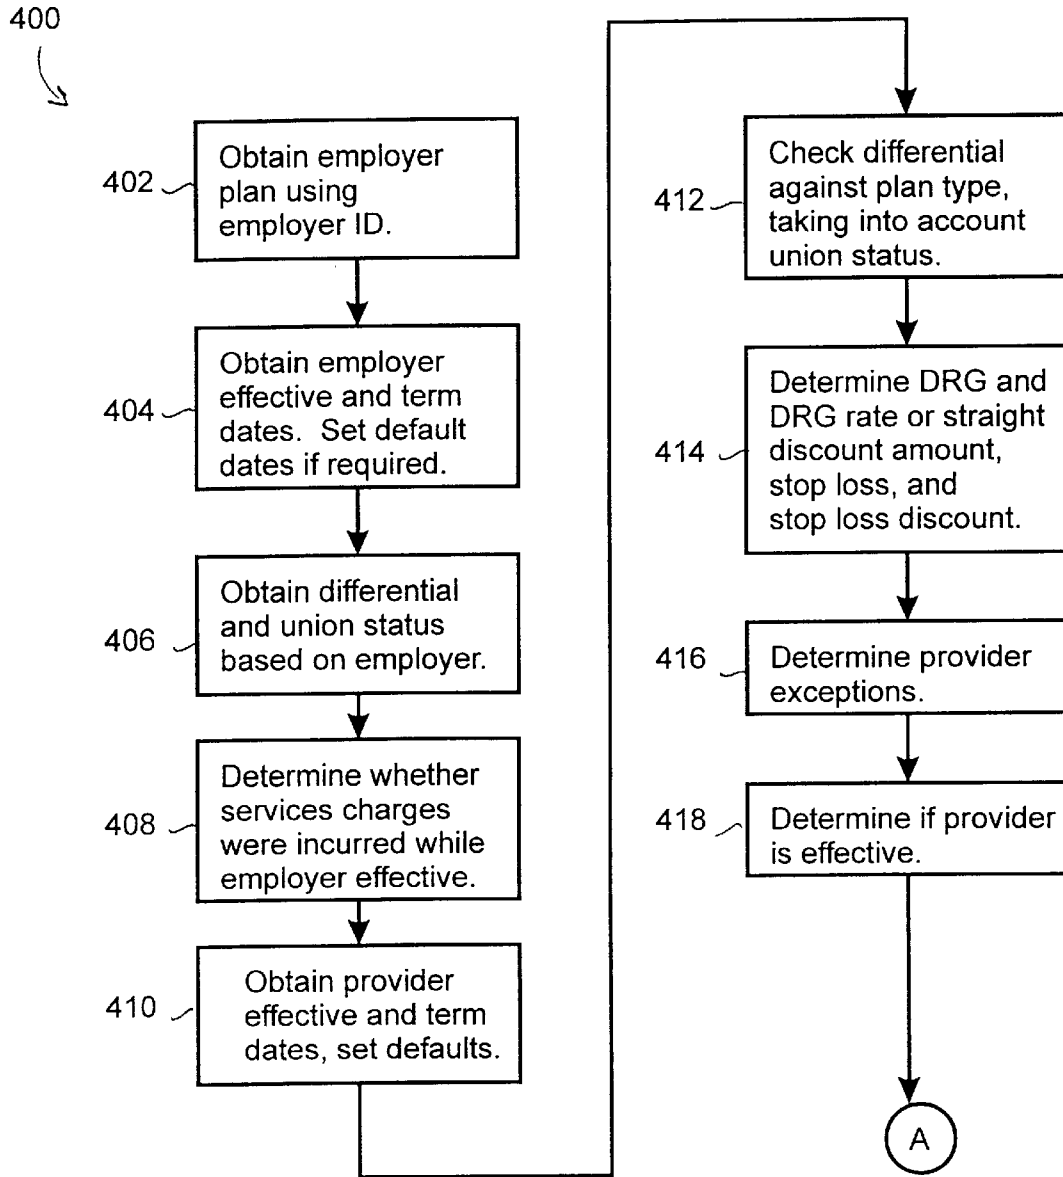 400
402
Obtain employer
plan using
employer ID.
404
Obtain employer
effective and term
dates. Set default
dates if required.
406
Obtain differential
and union status
based on employer.
408
Determine whether
services charges
were incurred while
employer effective.
410
Obtain provider
effective and term
dates, set defaults.
412
Check differential
against plan type,
taking into account
union status.
414
Determine DRG and
DRG rate or straight
discount amount,
stop loss, and
stop loss discount.
416
Determine provider
exceptions.
418
Determine if provider
is effective.
A